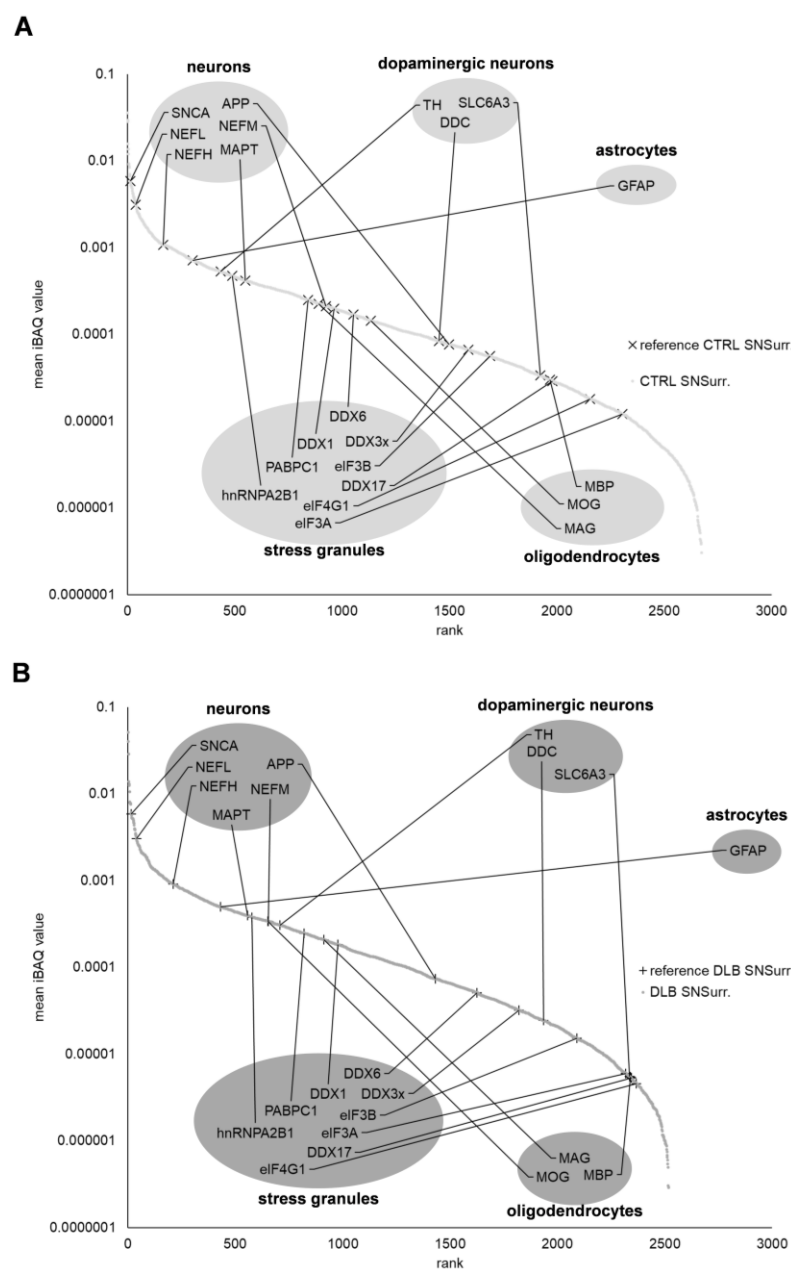 A
neurons
dopaminergic neurons
0.1
APP
SNCA
TH
SLC6A3
NEFL
NEFM
DDC
NEFH
MAPT
astrocytes
0.01
GFAP
0.001
mean iBAQ value
0.0001
reference CTRL SNSurr.
CTRL SNSurr.
0.00001
DDX6
DDX1
DDX3x
PABPC1
eIF3B
DDX17
MBP
hnRNPA2B1
eIF4G1
MOG
0.000001
eIF3A
MAG
stress granules
oligodendrocytes
0.0000001
0
500
1000
1500
2000
2500
3000
rank
B
neurons
dopaminergic neurons
0.1
SNCA
TH
DDC
NEFL
APP
SLC6A3
NEFH
NEFM
0.01
MAPT
astrocytes
GFAP
0.001
mean iBAQ value
0.0001
reference DLB SNSurr
DLB SNSurr.
0.00001
DDX6
DDX1
DDX3x
PABPC1
eIF3B
hnRNPA2B1
eIF3A
0.000001
DDX17
MAG
eIF4G1
MOG
MBP
stress granules
oligodendrocytes
0.0000001
0
500
1000
1500
2000
2500
3000
rank